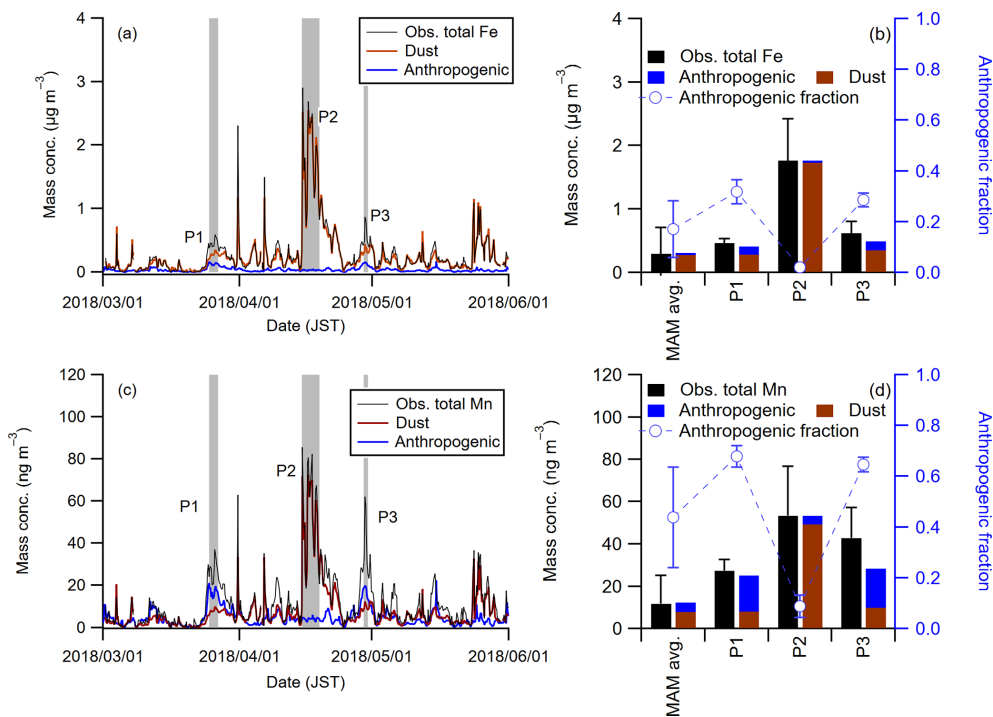 (a)
Obs. total Fe
Dust
Anthropogenic
P1
P2
P3
Mass conc. (µg m⁻³)
4
3
2
1
0
2018/03/01 2018/04/01 2018/05/01 2018/06/01
Date (JST)
(b)
Obs. total Fe
Anthropogenic Dust
Anthropogenic fraction
Mass conc. (µg m⁻³)
4
3
2
1
0
Anthropogenic fraction
1.0
0.8
0.6
0.4
0.2
0.0
MAM avg. P1 P2 P3
(c)
Obs. total Mn
Dust
Anthropogenic
P1
P2
P3
Mass conc. (ng m⁻³)
120
100
80
60
40
20
0
2018/03/01 2018/04/01 2018/05/01 2018/06/01
Date (JST)
(d)
Obs. total Mn
Anthropogenic Dust
Anthropogenic fraction
Mass conc. (ng m⁻³)
120
100
80
60
40
20
0
Anthropogenic fraction
1.0
0.8
0.6
0.4
0.2
0.0
MAM avg. P1 P2 P3